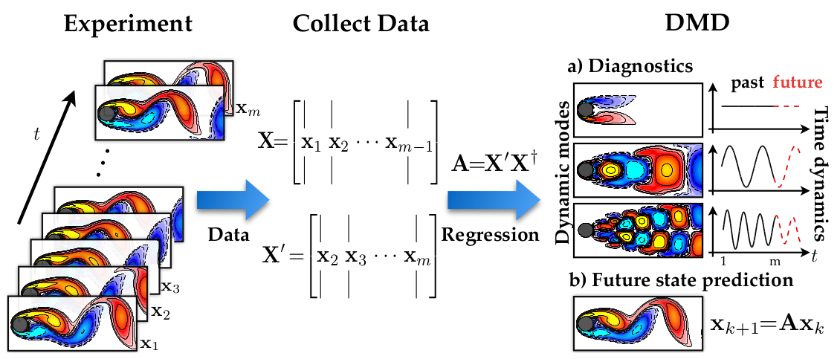 Experiment
t
x_m
x_3
x_2
x_1
Data
Collect Data
X=[x_1 x_2 ⋯ x_{m−1}]
X′=[x_2 x_3 ⋯ x_m]
A=X′X†
Regression
DMD
a) Diagnostics
past future
Dynamic modes
Time dynamics
1 m t
b) Future state prediction
x_{k+1}=Ax_k